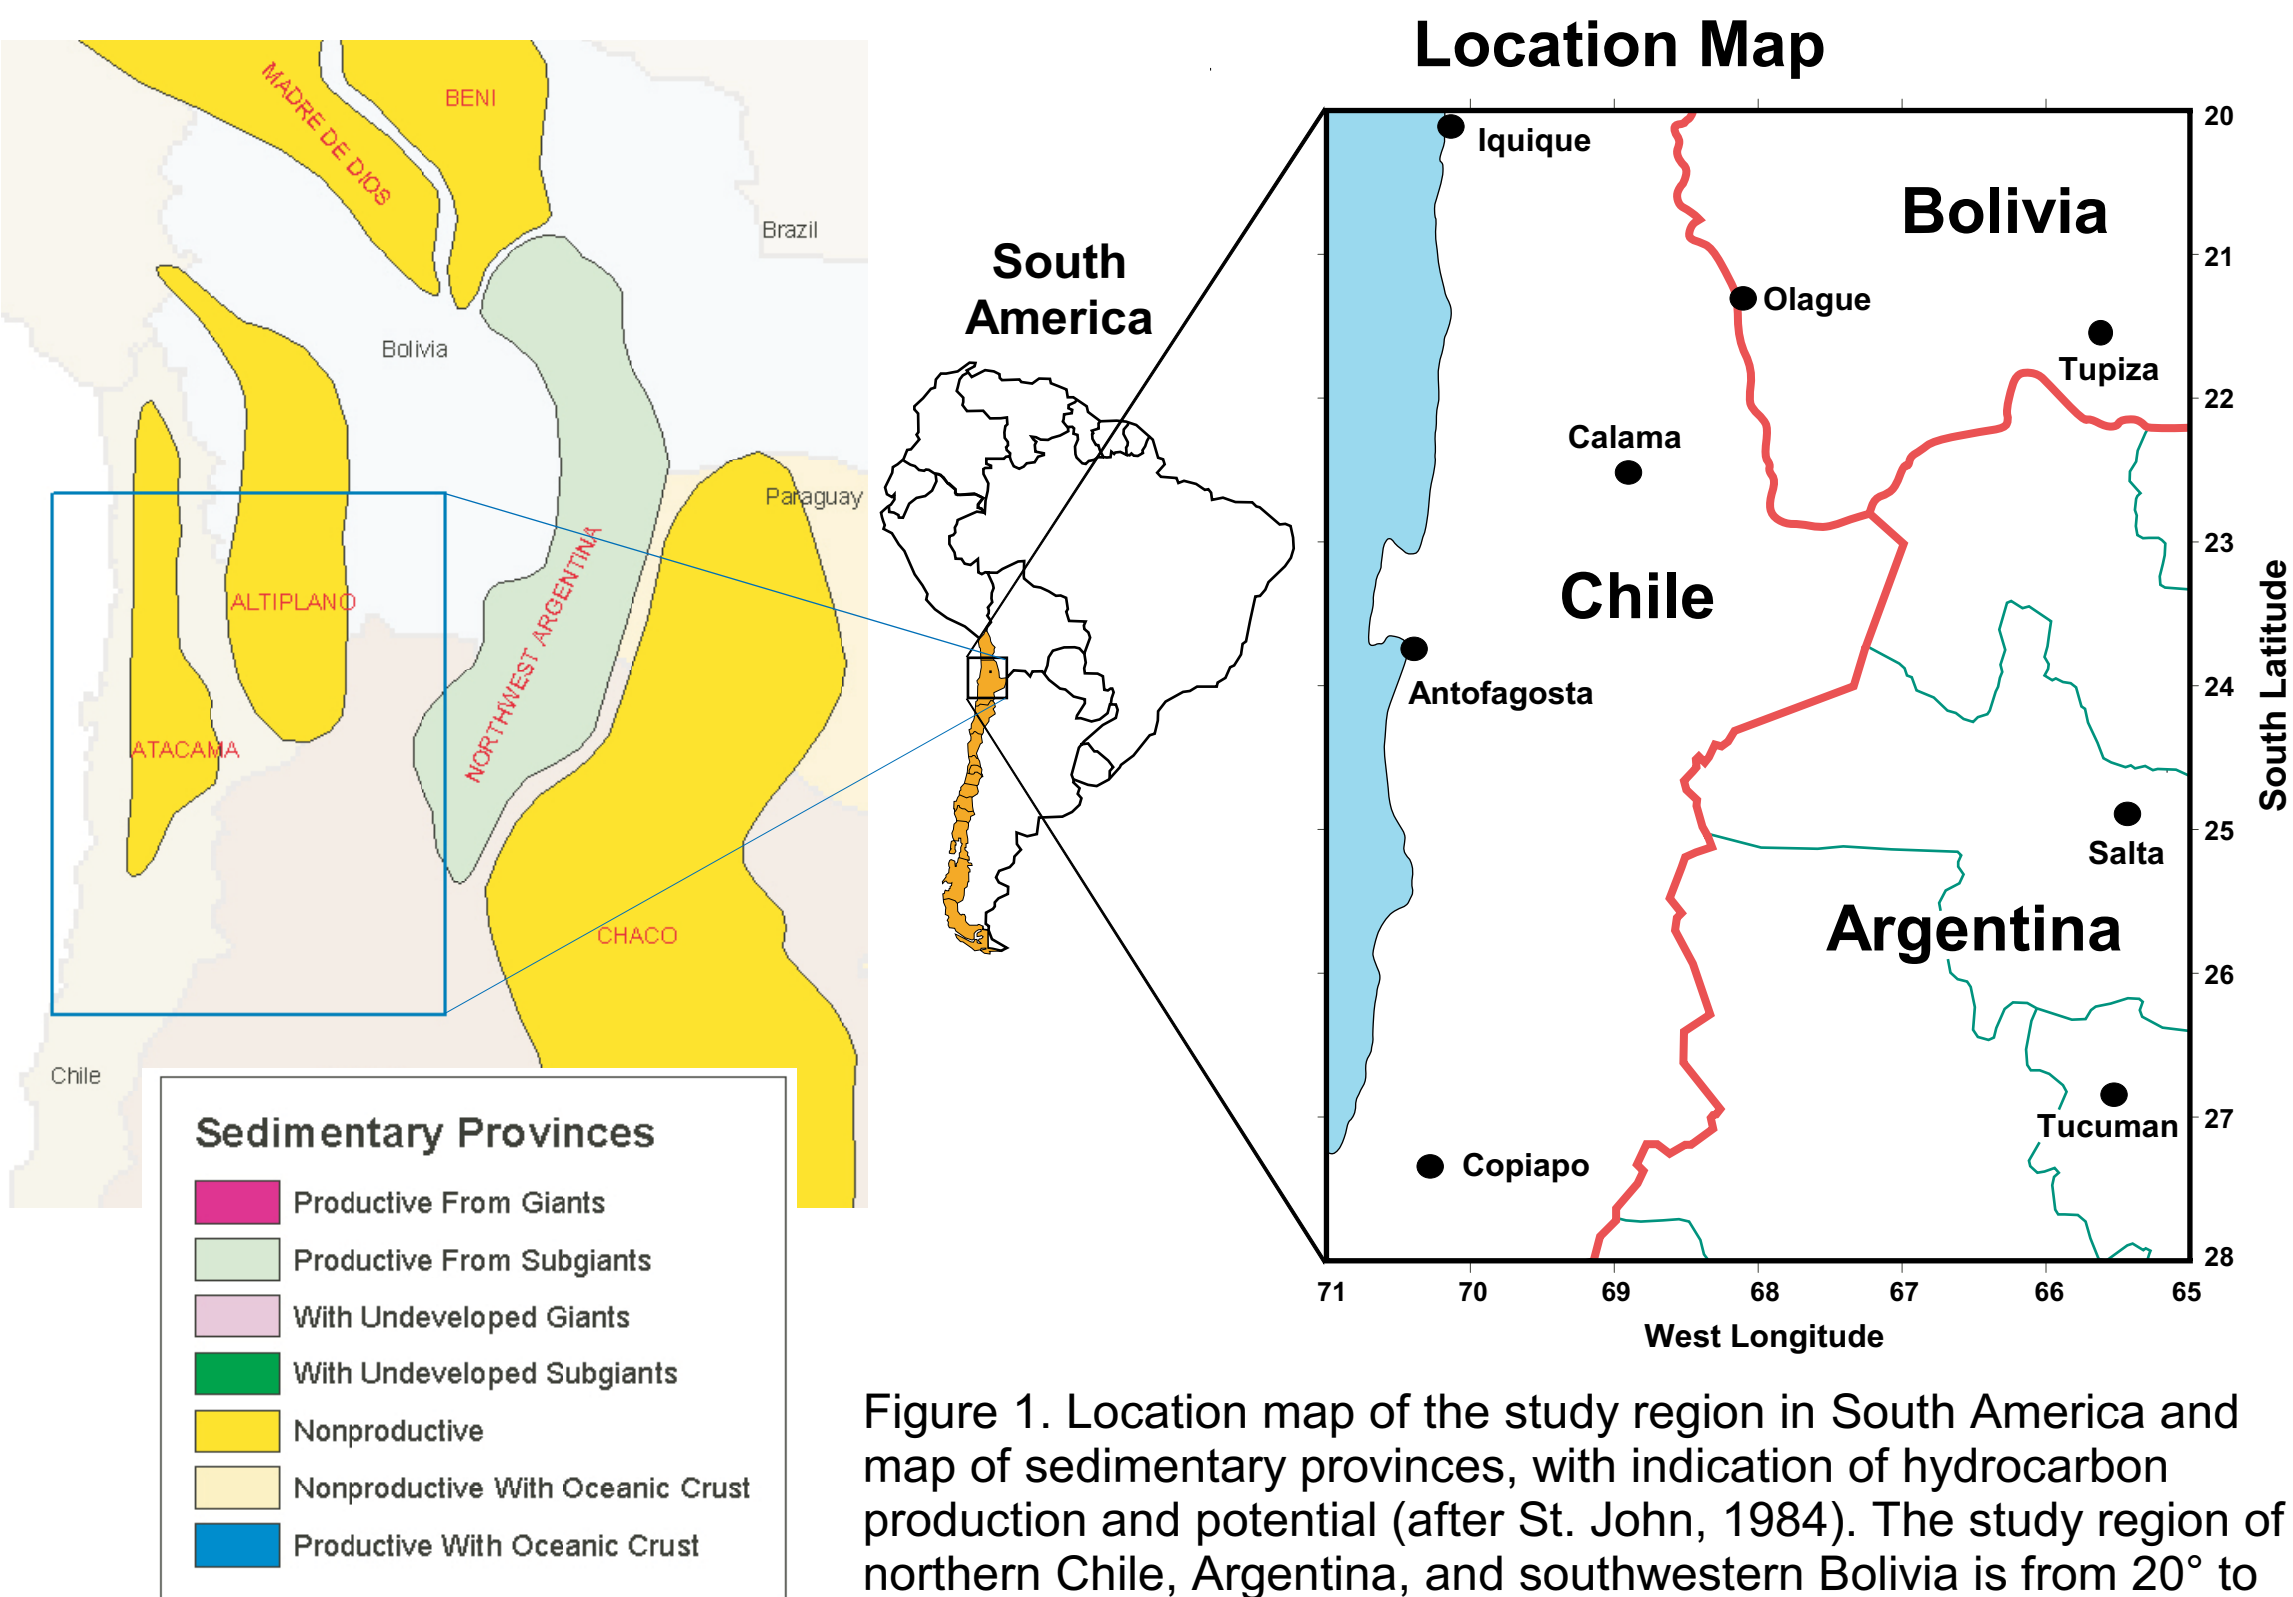 Location Map
MADRE DE DIOS
BENI
Brazil
Bolivia
Paraguay
ALTIPLANO
NORTHWEST ARGENTINA
ATACAMA
CHACO
Chile
Sedimentary Provinces
Productive From Giants
Productive From Subgiants
With Undeveloped Giants
With Undeveloped Subgiants
Nonproductive
Nonproductive With Oceanic Crust
Productive With Oceanic Crust
South
America
Iquique
Bolivia
Olague
Tupiza
Calama
Chile
Antofagosta
Salta
Argentina
Tucuman
Copiapo
20
21
22
23
24
25
26
27
28
South Latitude
71 70 69 68 67 66 65
West Longitude
Figure 1. Location map of the study region in South America and
map of sedimentary provinces, with indication of hydrocarbon
production and potential (after St. John, 1984). The study region of
northern Chile, Argentina, and southwestern Bolivia is from 20° to